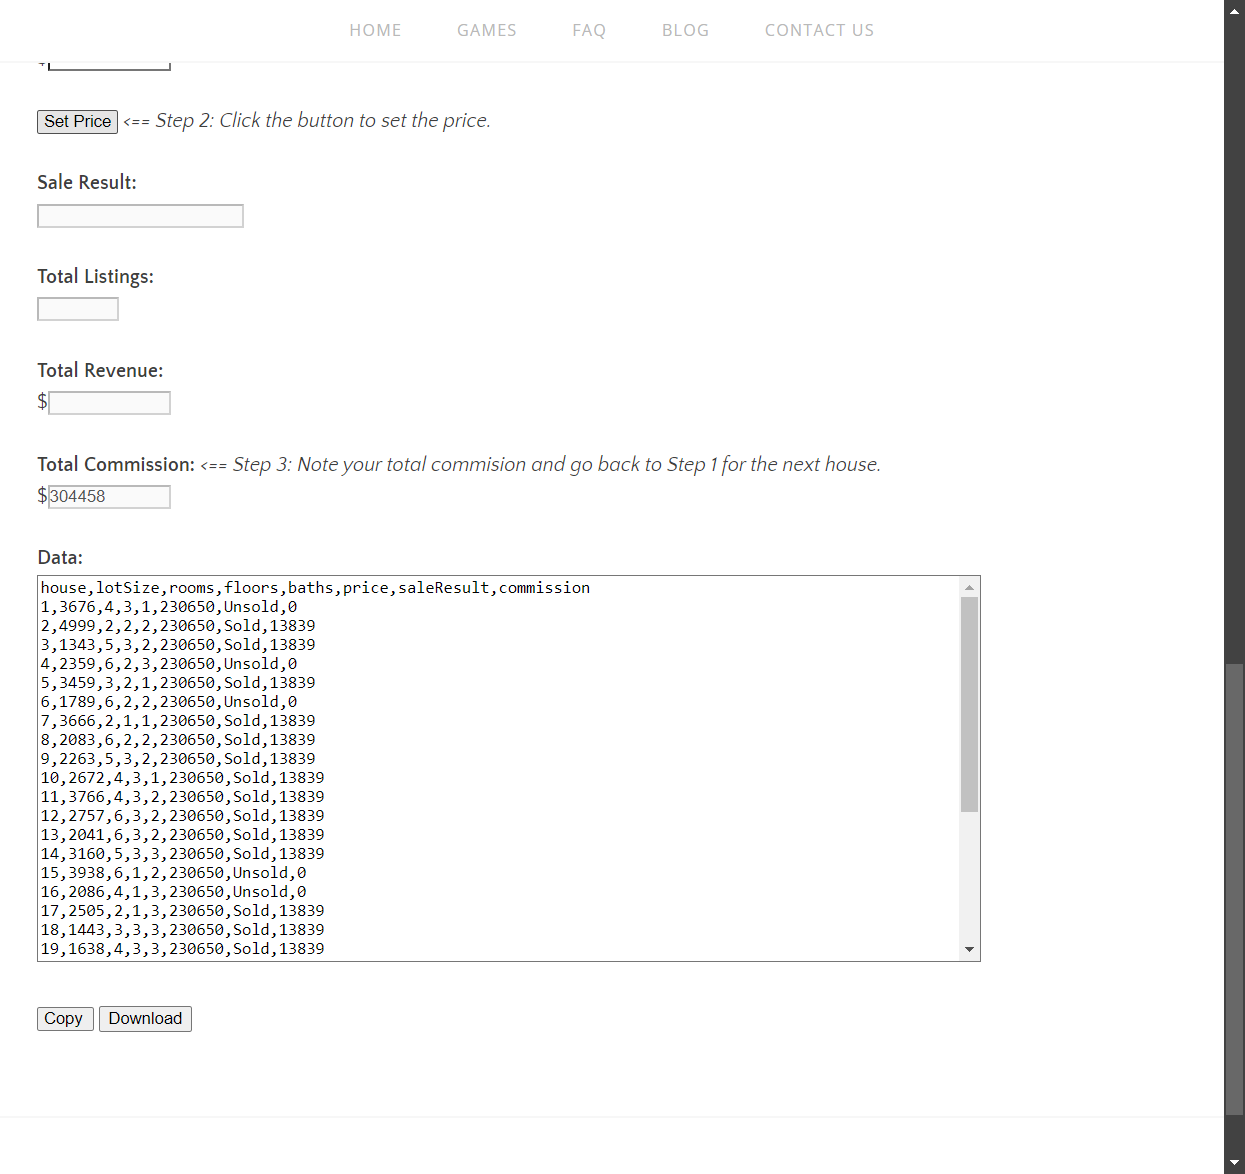 HOME GAMES FAQ BLOG CONTACT US
$
Set Price <== Step 2: Click the button to set the price.
Sale Result:
Total Listings:
Total Revenue:
$
Total Commission: <== Step 3: Note your total commision and go back to Step 1 for the next house.
$304458
Data:
house,lotSize,rooms,floors,baths,price,saleResult,commission
1,3676,4,3,1,230650,Unsold,0
2,4999,2,2,2,230650,Sold,13839
3,1343,5,3,2,230650,Sold,13839
4,2359,6,2,3,230650,Unsold,0
5,3459,3,2,1,230650,Sold,13839
6,1789,6,2,2,230650,Unsold,0
7,3666,2,1,1,230650,Sold,13839
8,2083,6,2,2,230650,Sold,13839
9,2263,5,3,2,230650,Sold,13839
10,2672,4,3,1,230650,Sold,13839
11,3766,4,3,2,230650,Sold,13839
12,2757,6,3,2,230650,Sold,13839
13,2041,6,3,2,230650,Sold,13839
14,3160,5,3,3,230650,Sold,13839
15,3938,6,1,2,230650,Unsold,0
16,2086,4,1,3,230650,Unsold,0
17,2505,2,1,3,230650,Sold,13839
18,1443,3,3,3,230650,Sold,13839
19,1638,4,3,3,230650,Sold,13839
Copy Download